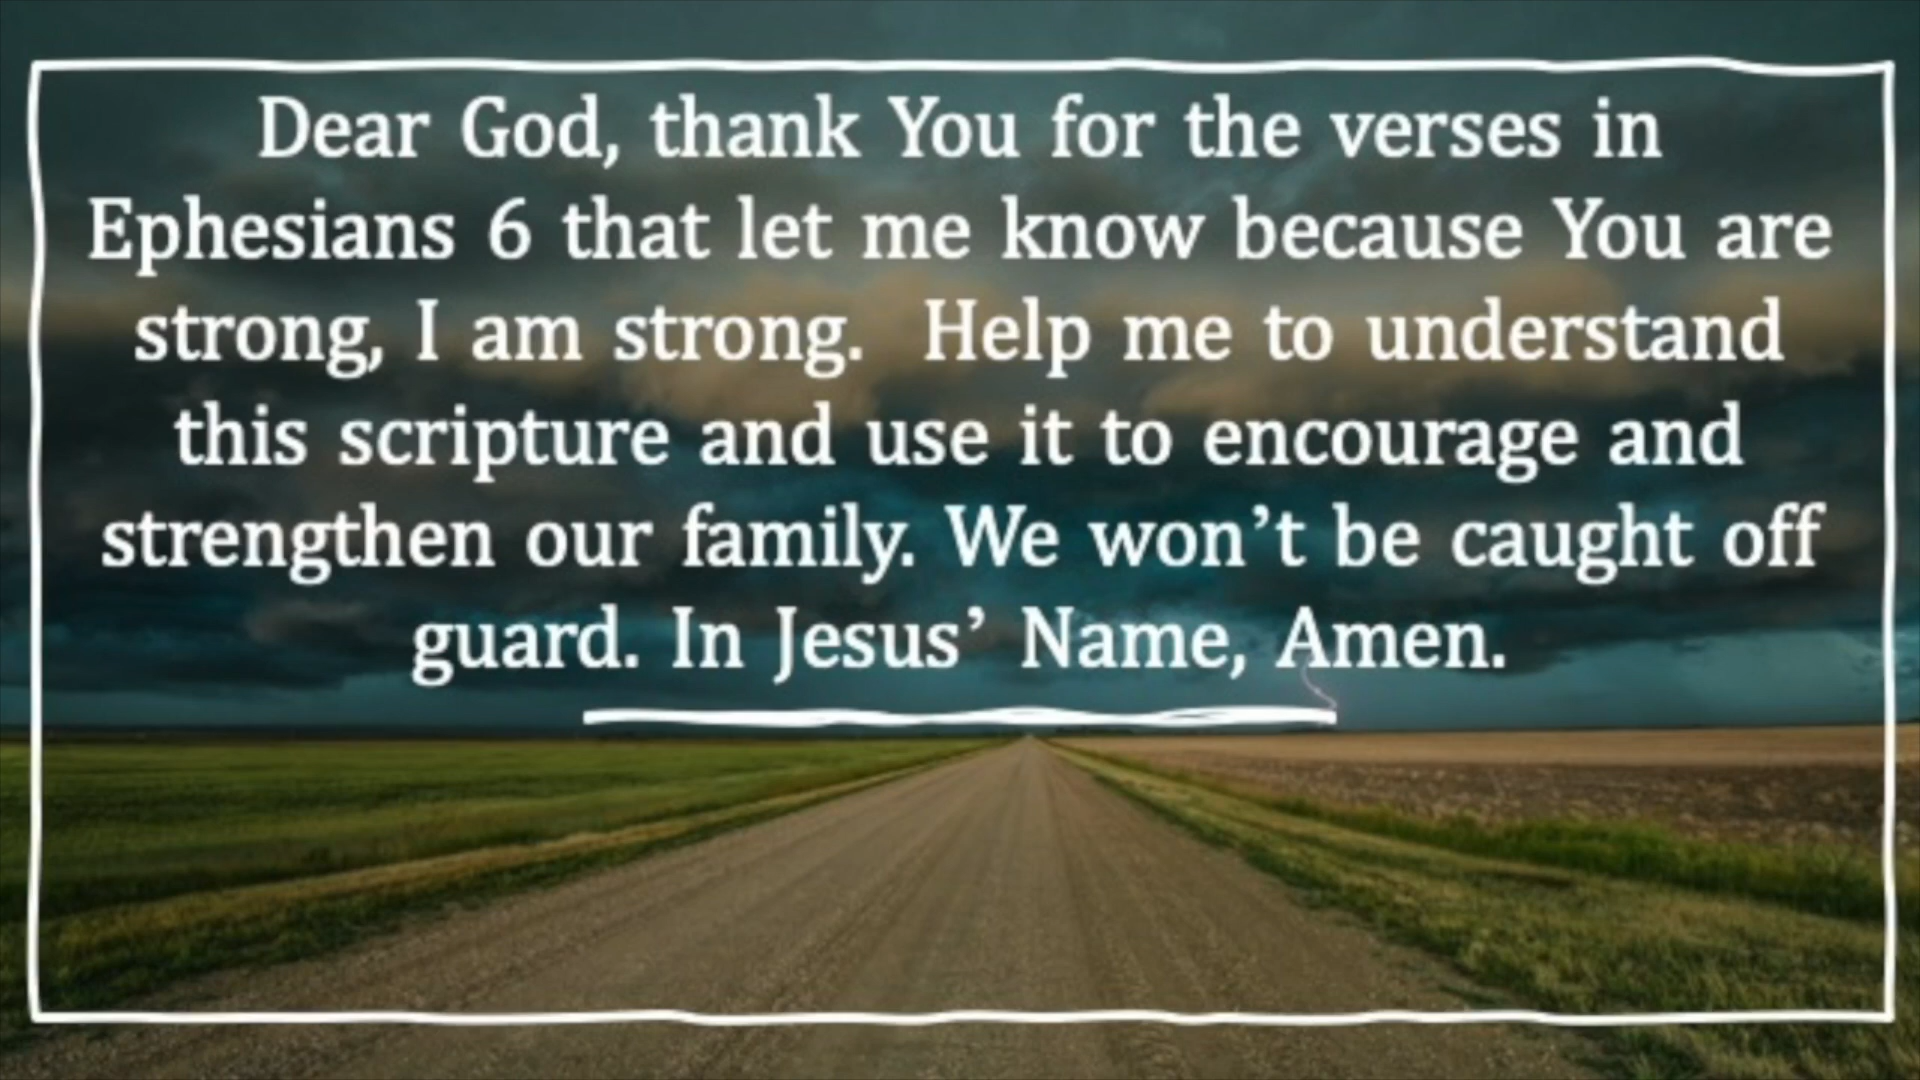 Dear God, thank You for the verses in
Ephesians 6 that let me know because You are
strong, I am strong.  Help me to understand
this scripture and use it to encourage and
strengthen our family. We won’t be caught off
guard. In Jesus’ Name, Amen.